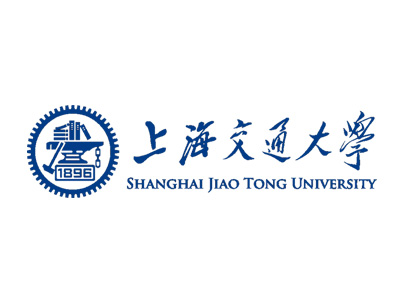 1896
上海交通大學
SHANGHAI JIAO TONG UNIVERSITY